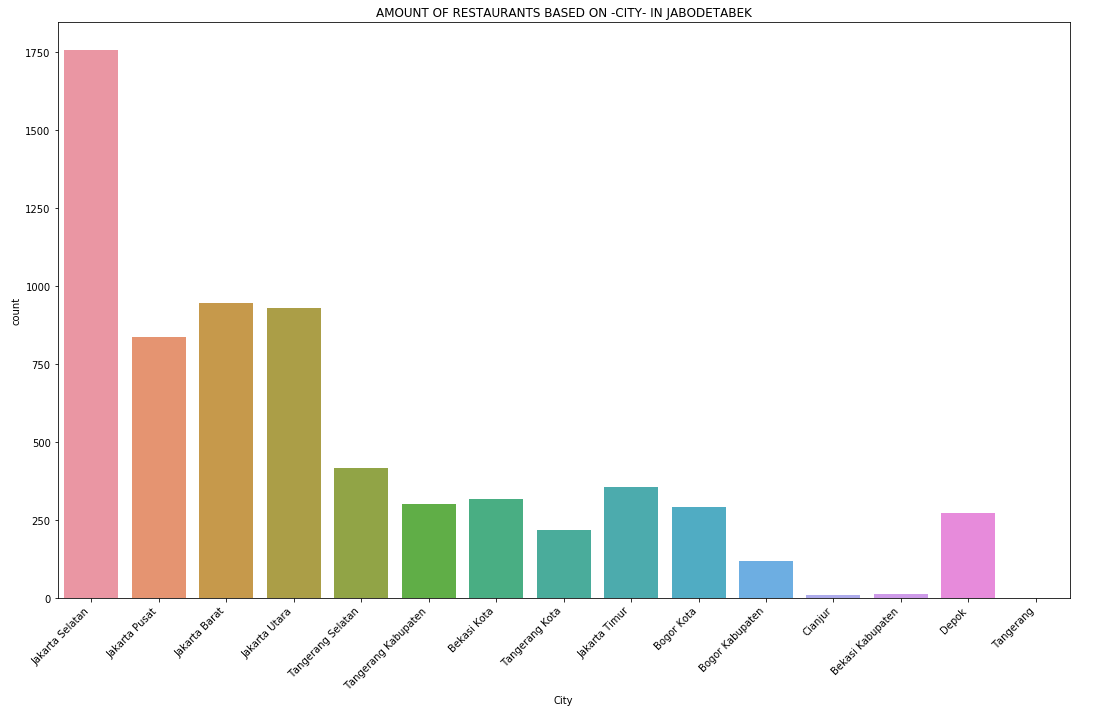 AMOUNT OF RESTAURANTS BASED ON -CITY- IN JABODETABEK
1750
1500
1250
1000
750
500
250
0
count
Jakarta Selatan
Jakarta Pusat
Jakarta Barat
Jakarta Utara
Tangerang Selatan
Tangerang Kabupaten
Bekasi Kota
Tangerang Kota
Jakarta Timur
Bogor Kota
Bogor Kabupaten
Cianjur
Bekasi Kabupaten
Depok
Tangerang
City